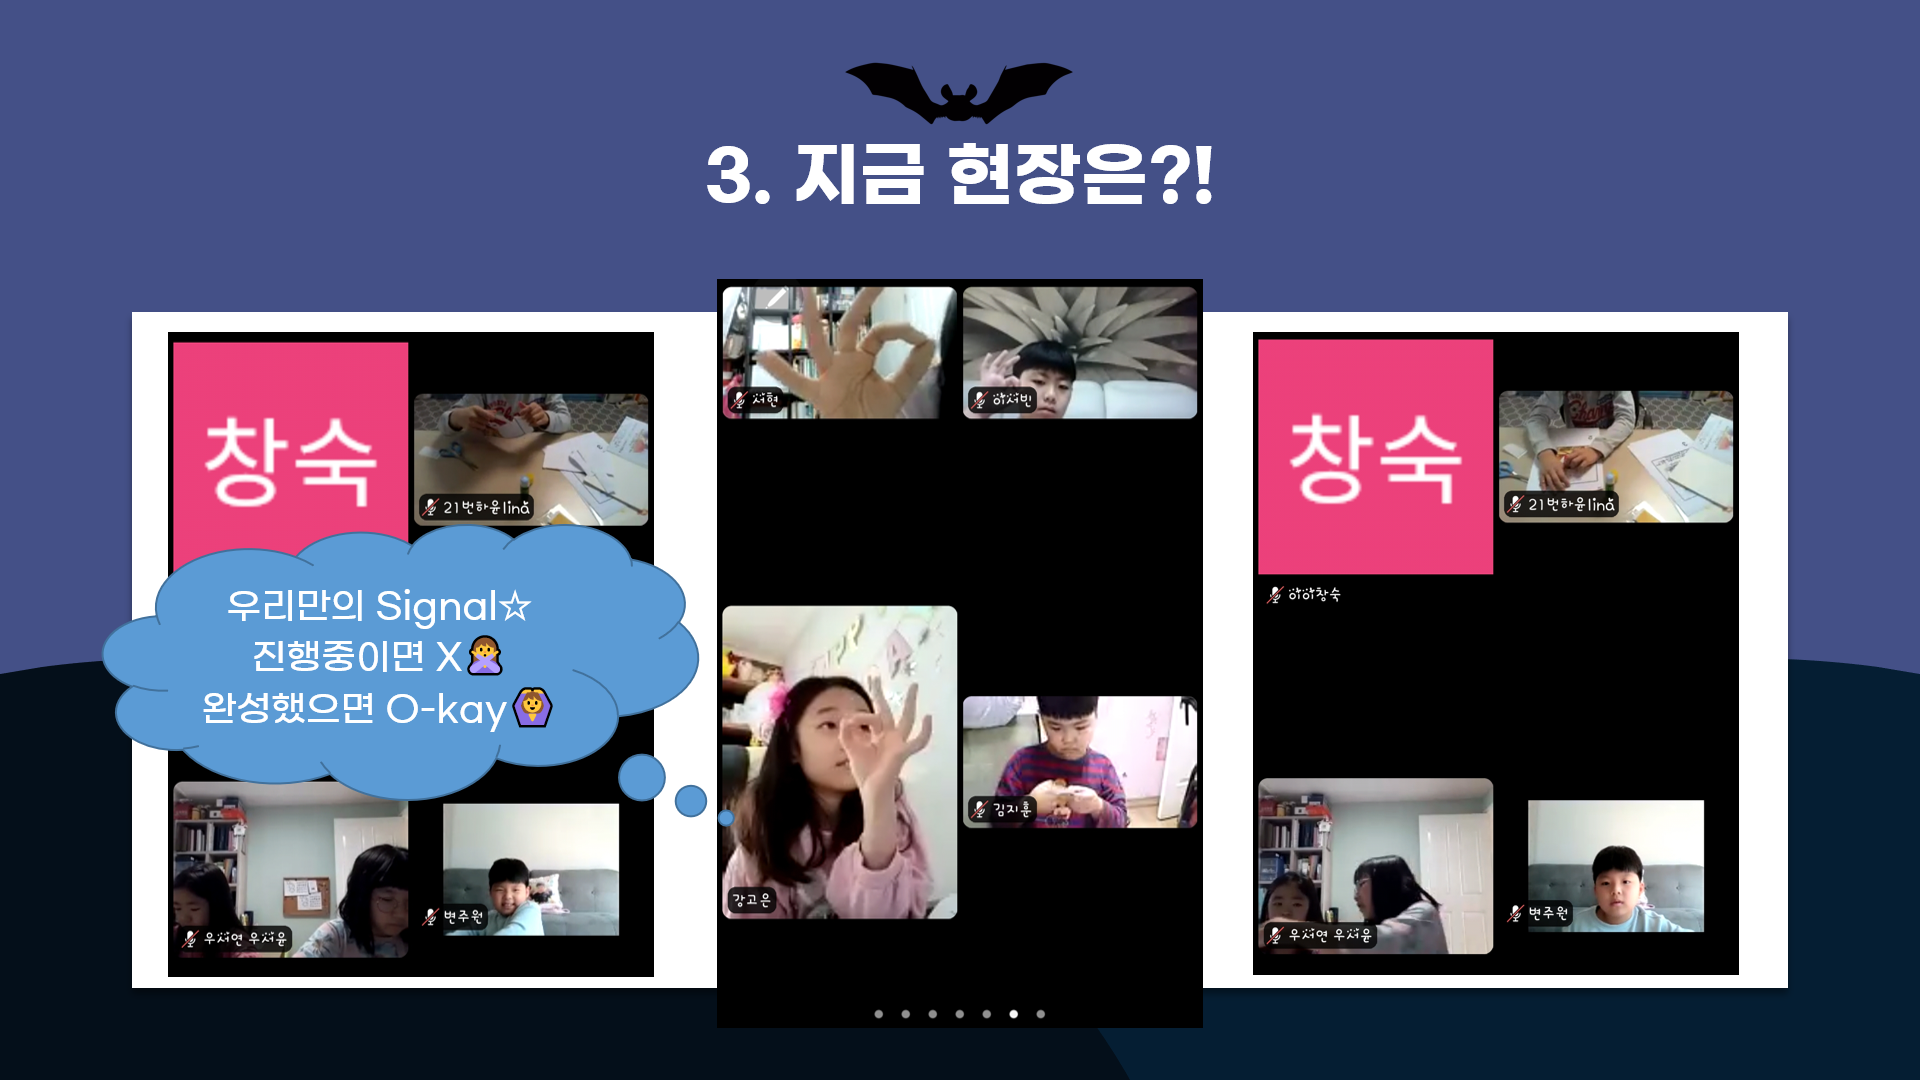 3. 지금 현장은?!
창숙
21번하윤lina
우리만의 Signal☆
진행중이면 X🙅
완성했으면 O-kay🙆
우서연 우서윤
변주원
서현
이서빈
강고은
김지훈
창숙
21번하윤lina
이이창숙
우서연 우서윤
변주원